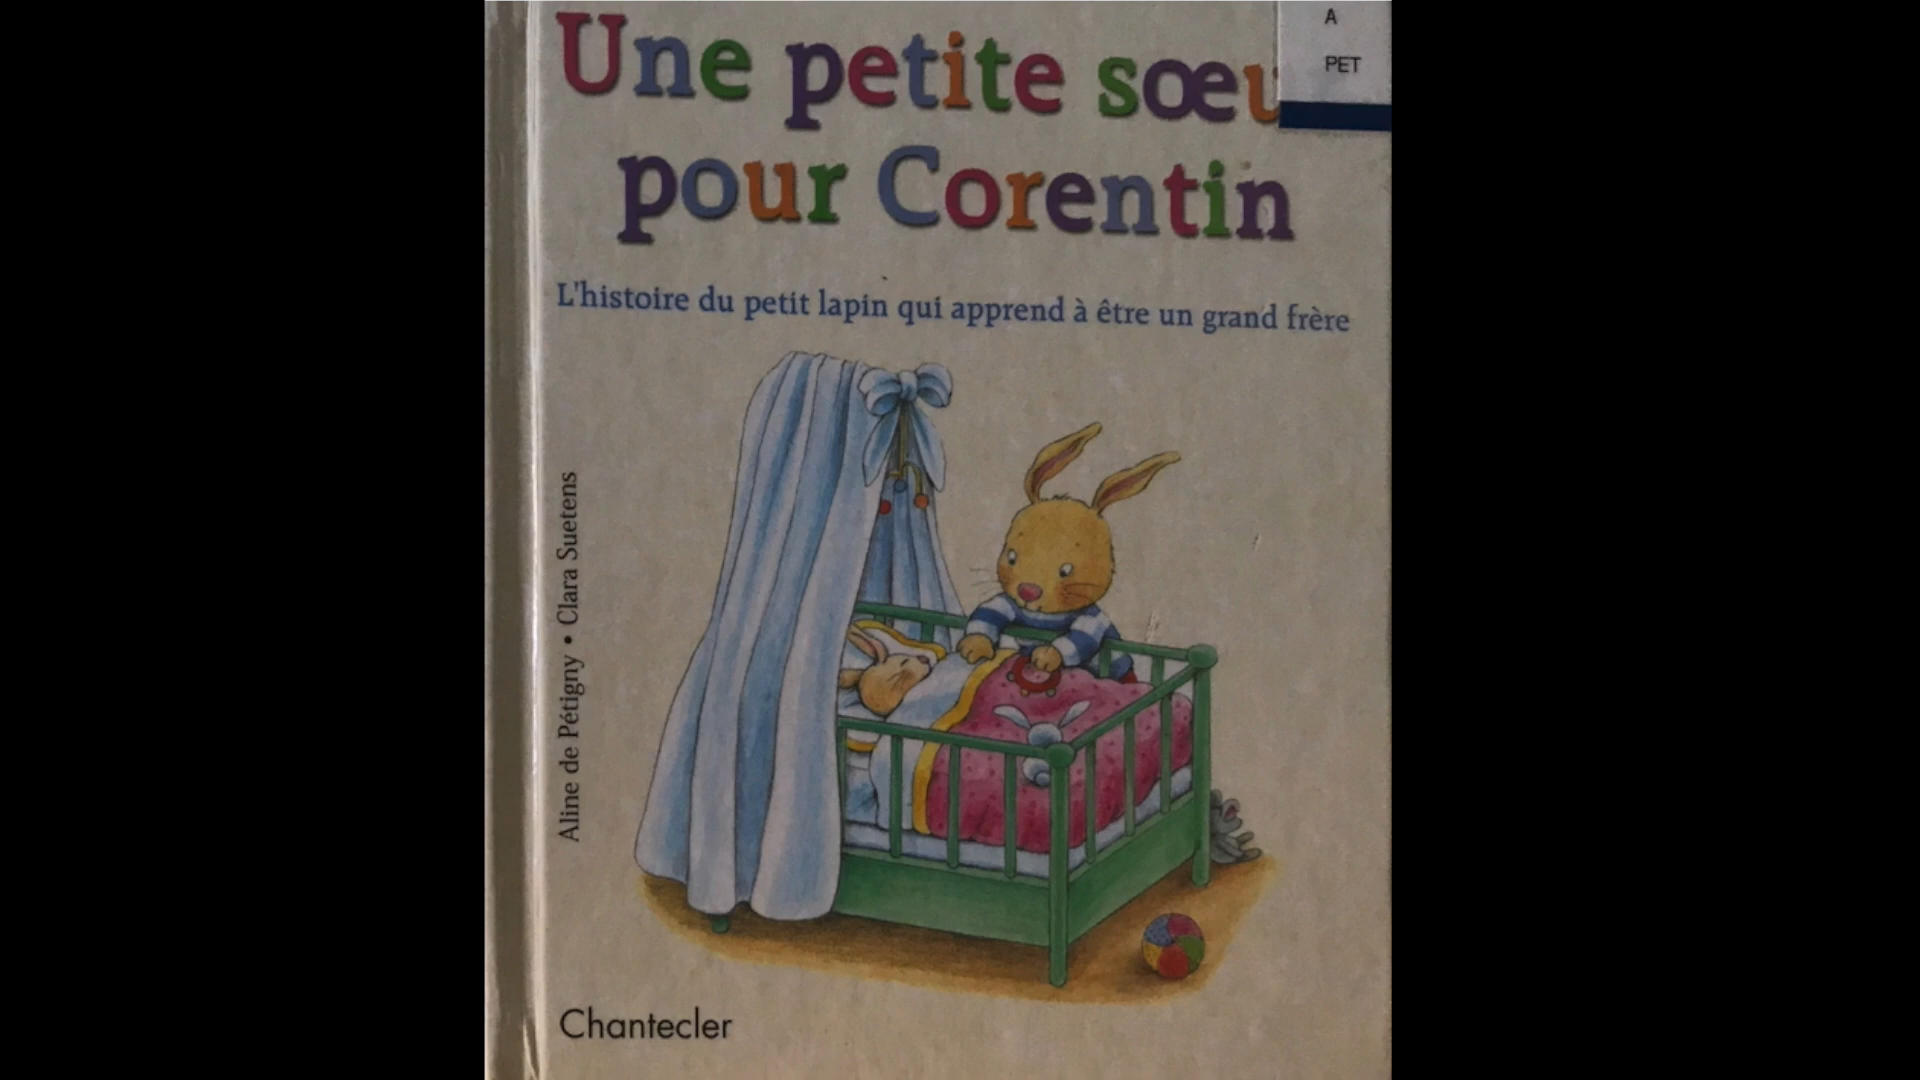 Une petite sœu
pour Corentin
L'histoire du petit lapin qui apprend à être un grand frère
Aline de Pétigny • Clara Suetens
Chantecler
A
PET